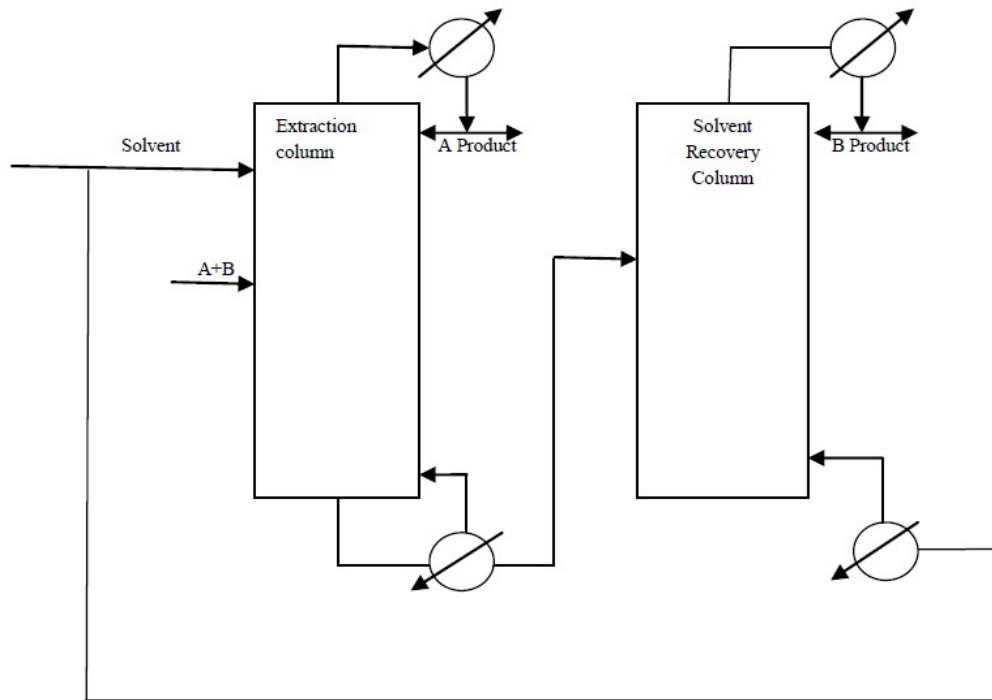 Extraction
column
Solvent
Recovery
Column
Solvent
A Product
B Product
A+B